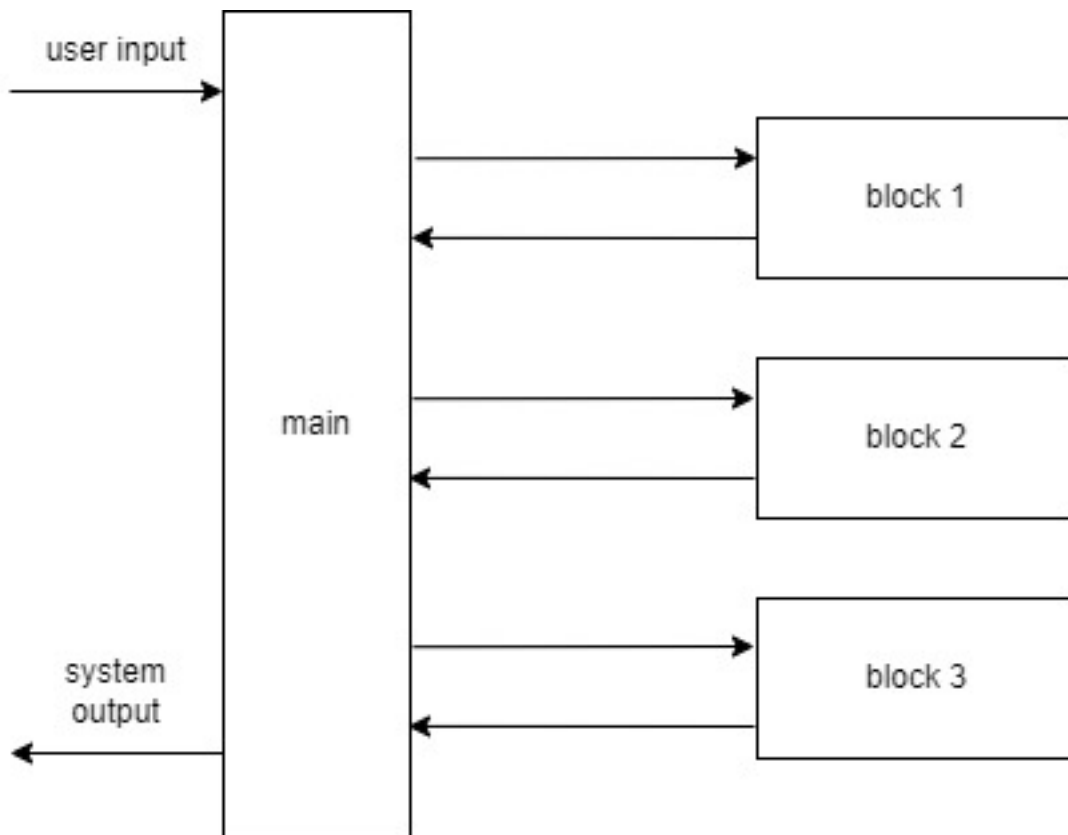 user input
block 1
main
block 2
system
output
block 3